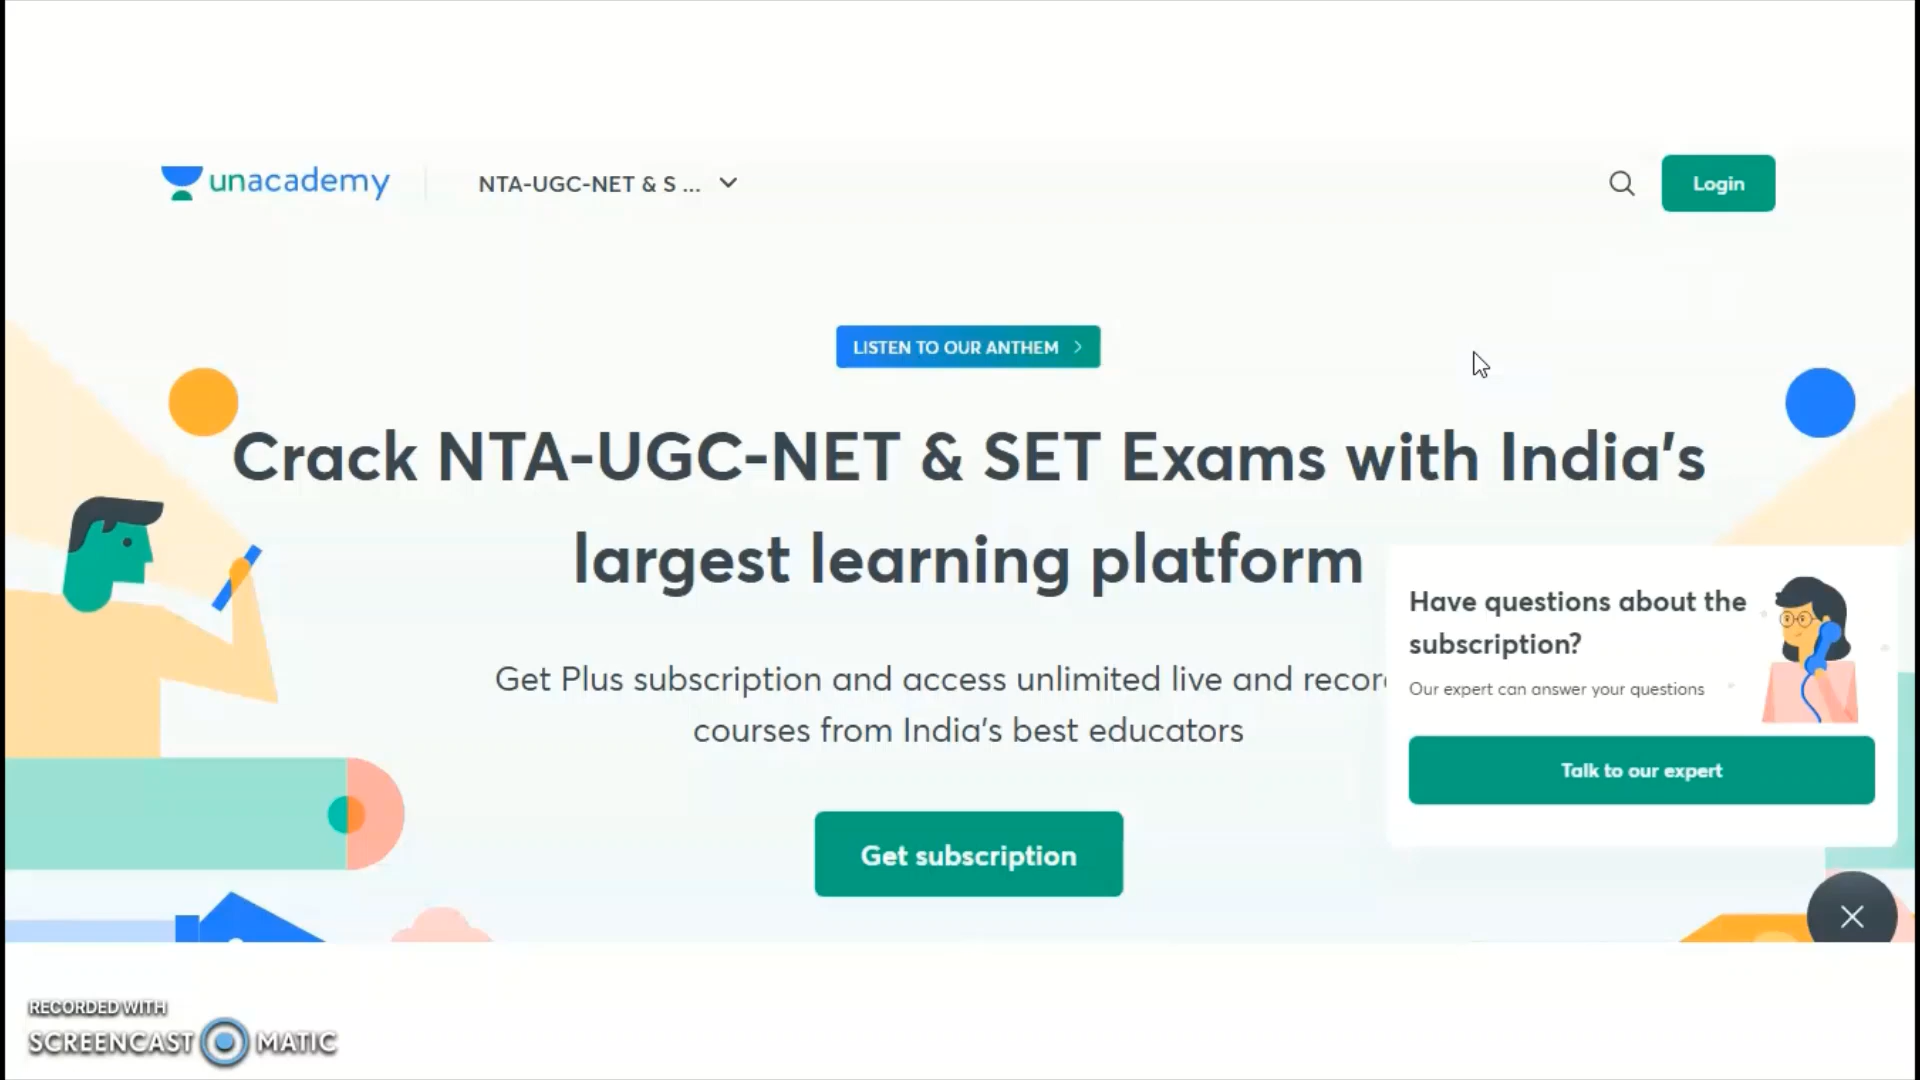 unacademy
NTA-UGC-NET & S ...
Login
LISTEN TO OUR ANTHEM
Crack NTA-UGC-NET & SET Exams with India's
largest learning platform
Get Plus subscription and access unlimited live and
courses from India's best educators
Get subscription
Have questions about the
subscription?
Our expert can answer your questions
Talk to our expert
RECORDED WITH
SCREENCAST MATIC